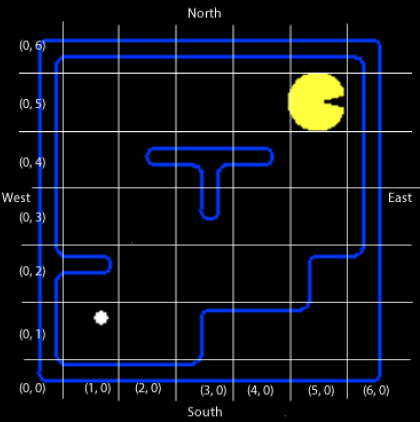 North
(0, 6)
(0, 5)
(0, 4)
West
East
(0, 3)
(0, 2)
(0, 1)
(0, 0) (1, 0) (2, 0) (3, 0) (4, 0) (5, 0) (6, 0)
South